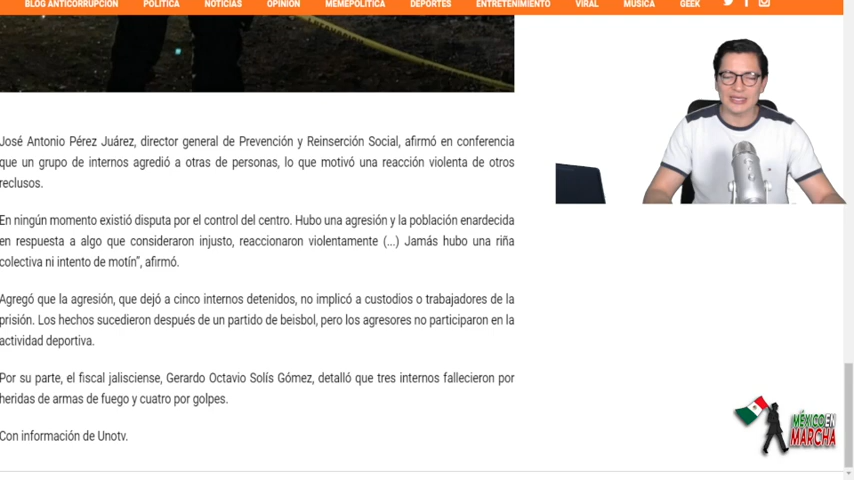 BLOG ANTICORRUPCIÓN POLÍTICA NOTICIAS OPINIÓN MEMEPOLÍTICA DEPORTES ENTRETENIMIENTO VIRAL MÚSICA GEEK
José Antonio Pérez Juárez, director general de Prevención y Reinserción Social, afirmó en conferencia
que un grupo de internos agredió a otras de personas, lo que motivó una reacción violenta de otros
reclusos.
En ningún momento existió disputa por el control del centro. Hubo una agresión y la población enardecida
en respuesta a algo que consideraron injusto, reaccionaron violentamente (...) Jamás hubo una riña
colectiva ni intento de motín”, afirmó.
Agregó que la agresión, que dejó a cinco internos detenidos, no implicó a custodios o trabajadores de la
prisión. Los hechos sucedieron después de un partido de beisbol, pero los agresores no participaron en la
actividad deportiva.
Por su parte, el fiscal jalisciense, Gerardo Octavio Solís Gómez, detalló que tres internos fallecieron por
heridas de armas de fuego y cuatro por golpes.
Con información de Unotv.
MÉXICO EN
MARCHA